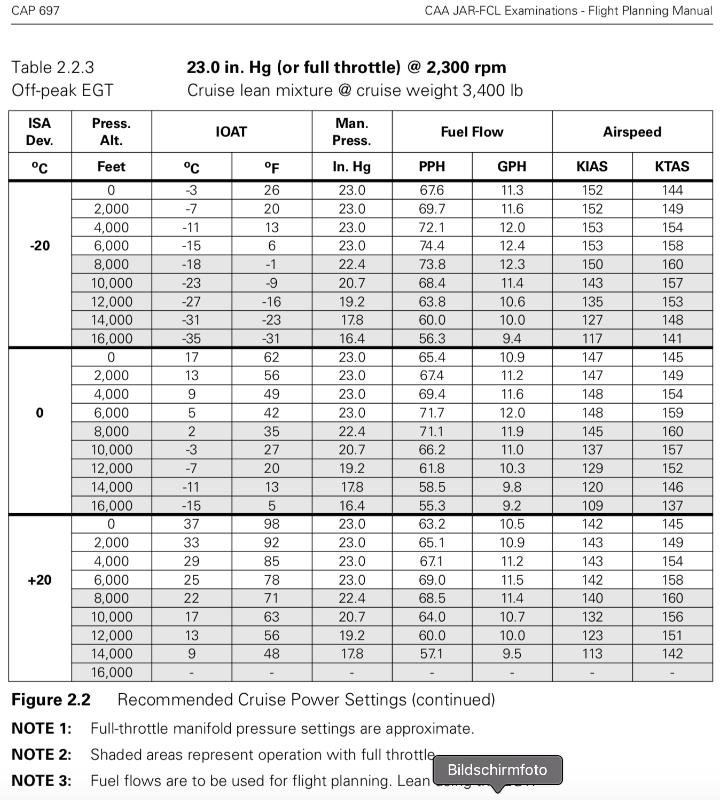 CAP 697 CAA JAR-FCL Examinations - Flight Planning Manual
Table 2.2.3 23.0 in. Hg (or full throttle) @ 2,300 rpm
Off-peak EGT Cruise lean mixture @ cruise weight 3,400 lb
ISA Dev. Press. Alt. IOAT Man. Press. Fuel Flow Airspeed
ºC Feet ºC ºF In. Hg PPH GPH KIAS KTAS
0 -3 26 23.0 67.6 11.3 152 144
2,000 -7 20 23.0 69.7 11.6 152 149
4,000 -11 13 23.0 72.1 12.0 153 154
-20 6,000 -15 6 23.0 74.4 12.4 153 158
8,000 -18 -1 22.4 73.8 12.3 150 160
10,000 -23 -9 20.7 68.4 11.4 143 157
12,000 -27 -16 19.2 63.8 10.6 135 153
14,000 -31 -23 17.8 60.0 10.0 127 148
16,000 -35 -31 16.4 56.3 9.4 117 141
0 17 62 23.0 65.4 10.9 147 145
2,000 13 56 23.0 67.4 11.2 147 149
4,000 9 49 23.0 69.4 11.6 148 154
0 6,000 5 42 23.0 71.7 12.0 148 159
8,000 2 35 22.4 71.1 11.9 145 160
10,000 -3 27 20.7 66.2 11.0 137 157
12,000 -7 20 19.2 61.8 10.3 129 152
14,000 -11 13 17.8 58.5 9.8 120 146
16,000 -15 5 16.4 55.3 9.2 109 137
0 37 98 23.0 63.2 10.5 142 145
2,000 33 92 23.0 65.1 10.9 143 149
4,000 29 85 23.0 67.1 11.2 143 154
+20 6,000 25 78 23.0 69.0 11.5 142 158
8,000 22 71 22.4 68.5 11.4 140 160
10,000 17 63 20.7 64.0 10.7 132 156
12,000 13 56 19.2 60.0 10.0 123 151
14,000 9 48 17.8 57.1 9.5 113 142
16,000 - - - - - - -
Figure 2.2 Recommended Cruise Power Settings (continued)
NOTE 1: Full-throttle manifold pressure settings are approximate.
NOTE 2: Shaded areas represent operation with full throttle
NOTE 3: Fuel flows are to be used for flight planning. Lean
Bildschirmfoto